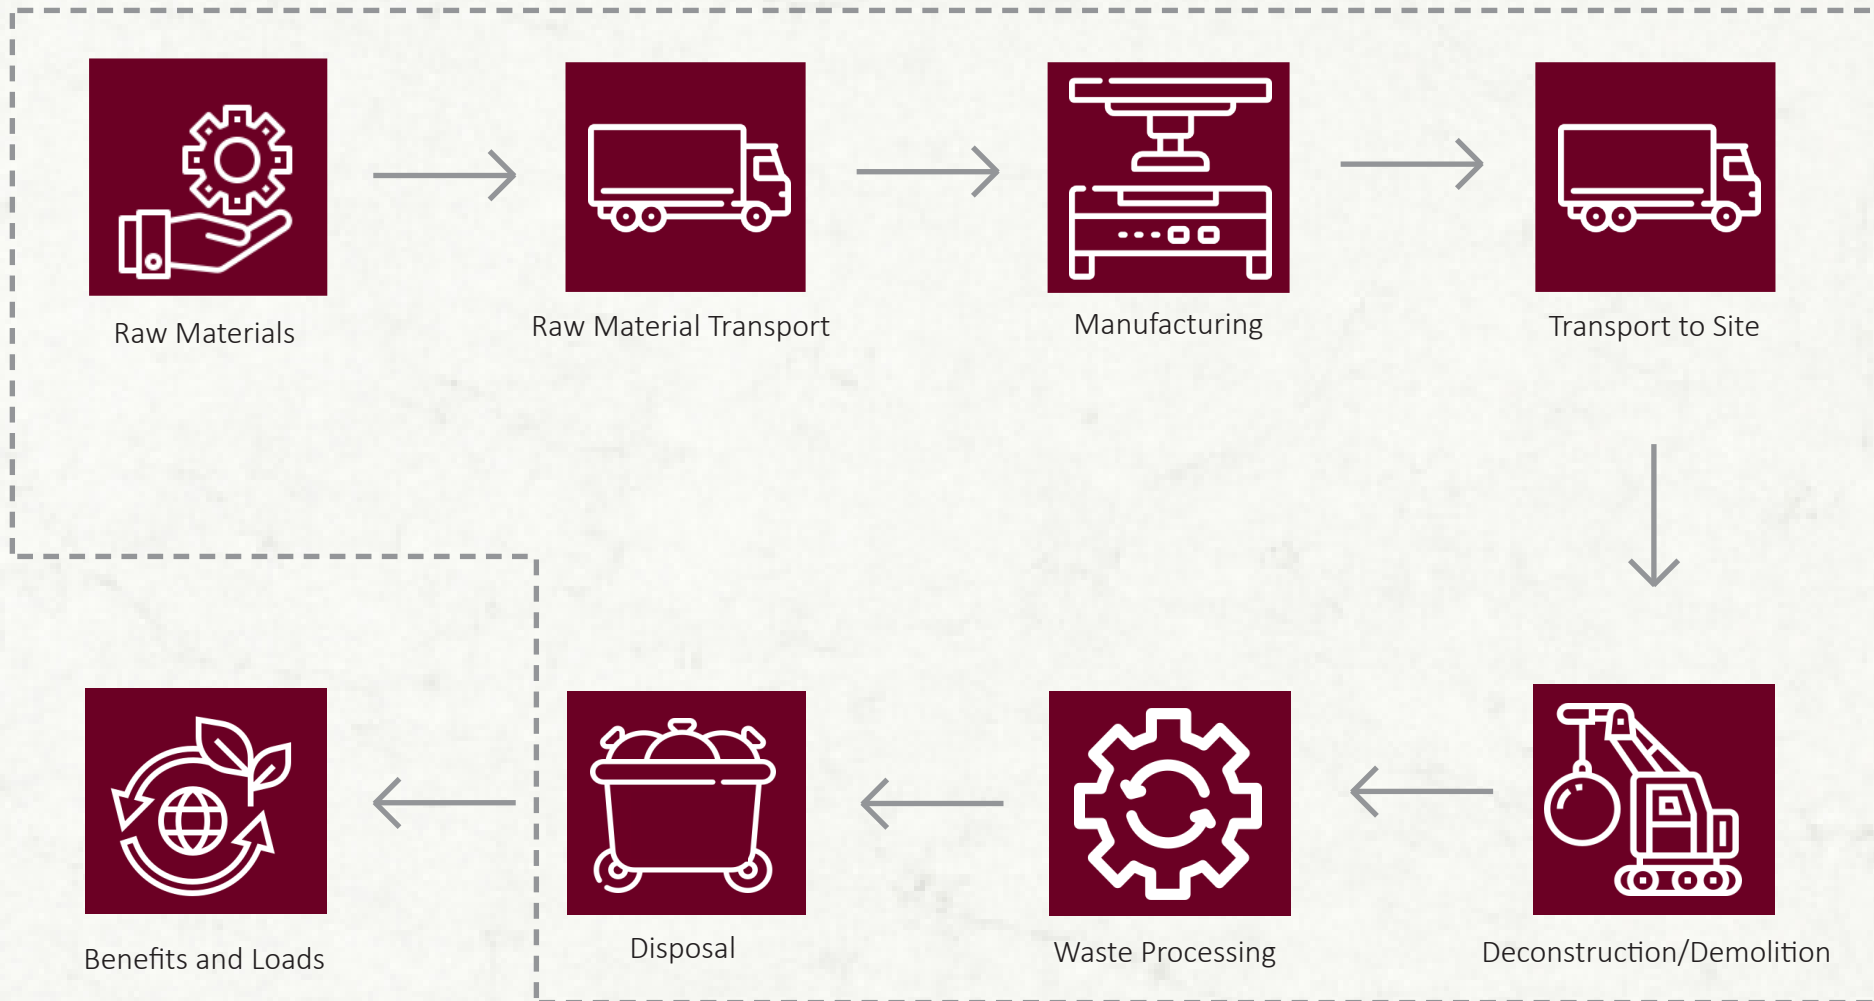 Raw Materials
Raw Material Transport
Manufacturing
Transport to Site
Benefits and Loads
Disposal
Waste Processing
Deconstruction/Demolition